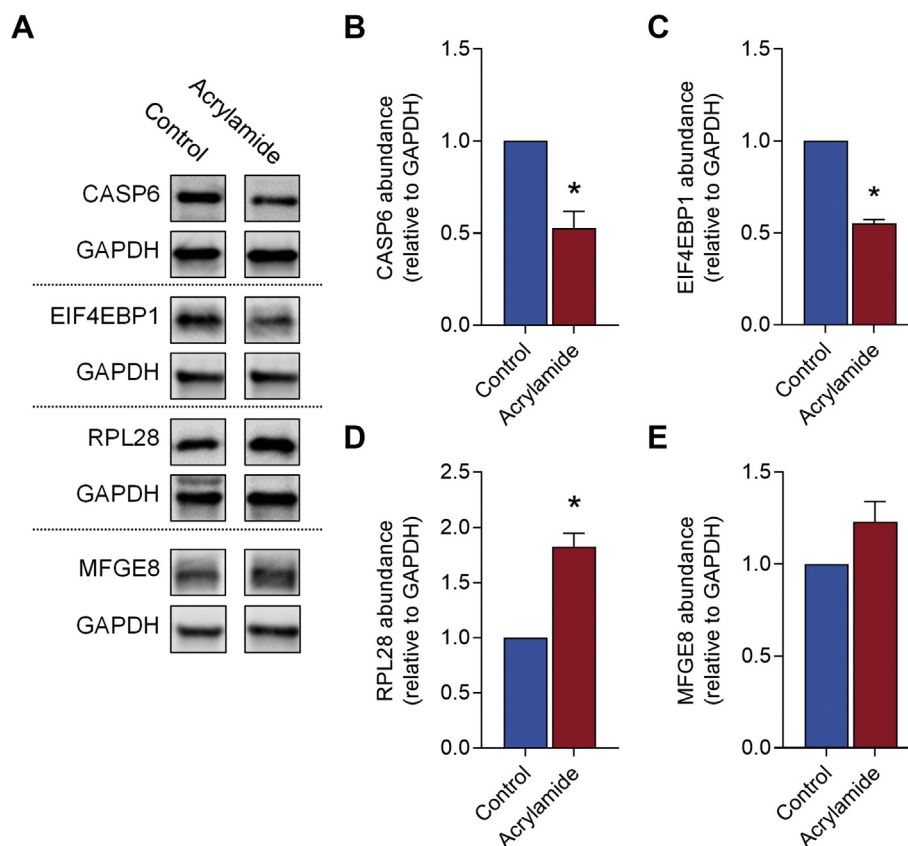 A
Control
Acrylamide
CASP6
GAPDH
EIF4EBP1
GAPDH
RPL28
GAPDH
MFGE8
GAPDH
B
CASP6 abundance
(relative to GAPDH)
1.5
1.0
0.5
0.0
*
Control
Acrylamide
C
EIF4EBP1 abundance
(relative to GAPDH)
1.5
1.0
0.5
0.0
*
Control
Acrylamide
D
RPL28 abundance
(relative to GAPDH)
2.5
2.0
1.5
1.0
0.5
0.0
*
Control
Acrylamide
E
MFGE8 abundance
(relative to GAPDH)
1.5
1.0
0.5
0.0
Control
Acrylamide